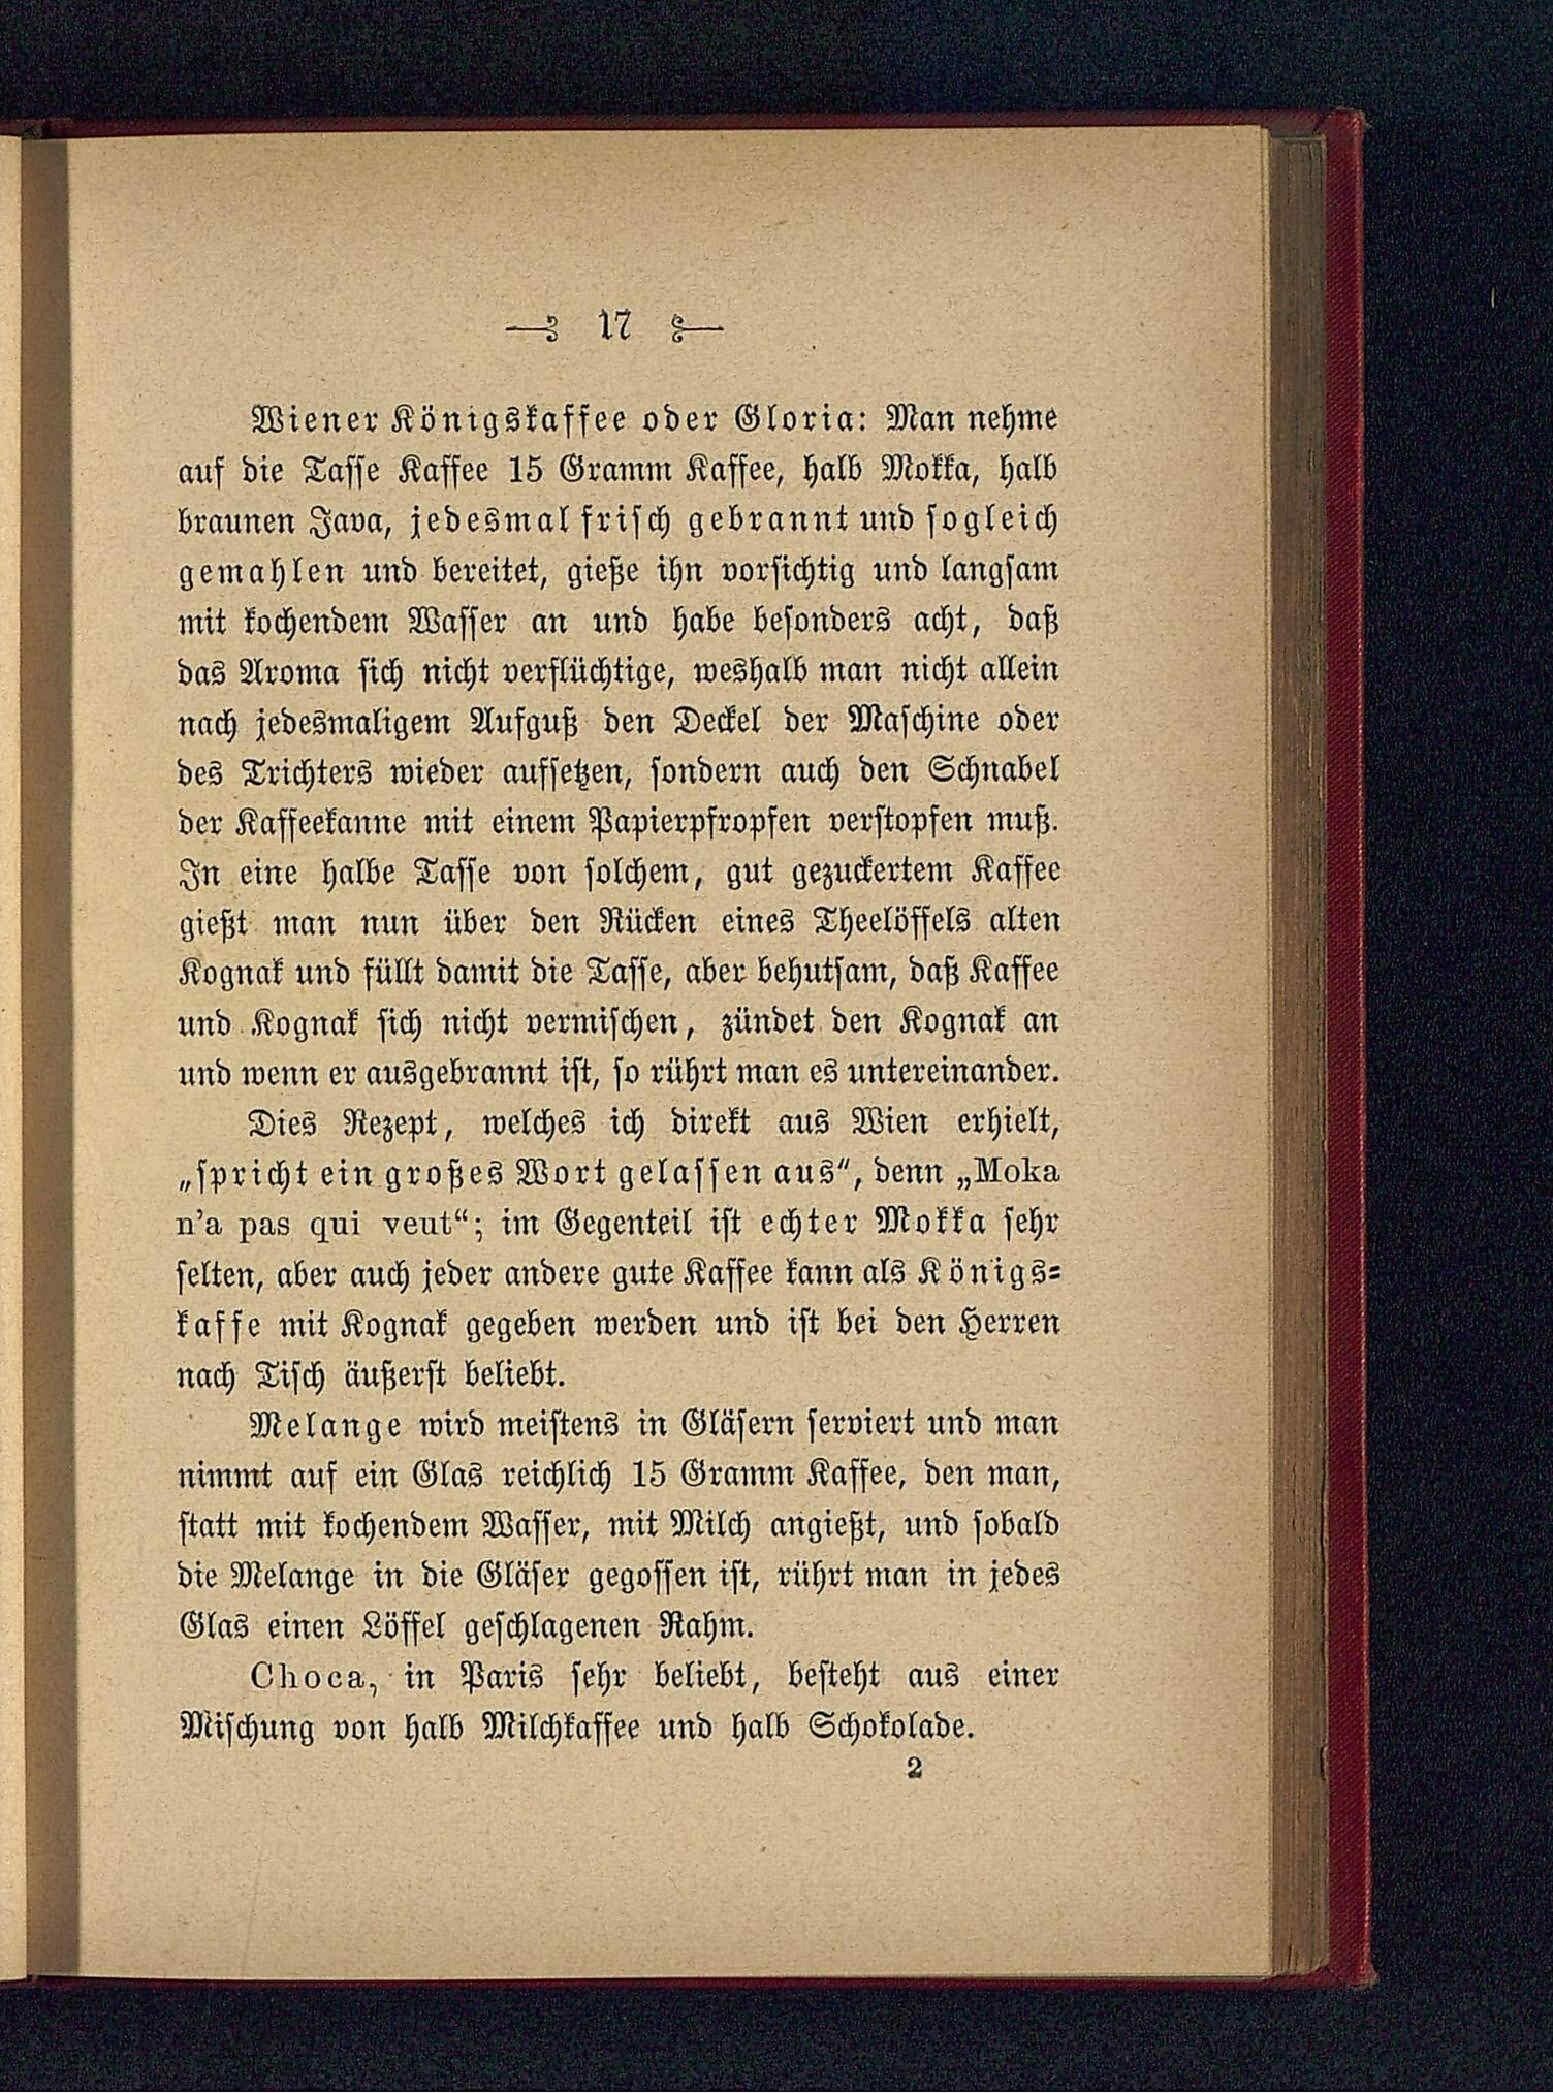 17
Wiener Königskaffee oder Gloria: Man nehme
auf die Tasse Kaffee 15 Gramm Kaffee, halb Mokka, halb
braunen Java, jedesmal frisch gebrannt und sogleich
gemahlen und bereitet, gieße ihn vorsichtig und langsam
mit kochendem Wasser an und habe besonders acht, daß
das Aroma sich nicht verflüchtige, weshalb man nicht allein
nach jedesmaligem Aufguß den Deckel der Maschine oder
des Trichters wieder aufsetzen, sondern auch den Schnabel
der Kaffeekanne mit einem Papierpfropfen verstopfen muß.
In eine halbe Tasse von solchem, gut gezuckertem Kaffee
gießt man nun über den Rücken eines Theelöffels alten
Kognak und füllt damit die Tasse, aber behutsam, daß Kaffee
und Kognak sich nicht vermischen, zündet den Kognak an
und wenn er ausgebrannt ist, so rührt man es untereinander.
Dies Rezept, welches ich direkt aus Wien erhielt,
„spricht ein großes Wort gelassen aus“, denn „Moka
n'a pas qui veut“; im Gegenteil ist echter Mokka sehr
selten, aber auch jeder andere gute Kaffee kann als Königs-
kaffe mit Kognak gegeben werden und ist bei den Herren
nach Tisch äußerst beliebt.
Melange wird meistens in Gläsern serviert und man
nimmt auf ein Glas reichlich 15 Gramm Kaffee, den man,
statt mit kochendem Wasser, mit Milch angießt, und sobald
die Melange in die Gläser gegossen ist, rührt man in jedes
Glas einen Löffel geschlagenen Rahm.
Choca, in Paris sehr beliebt, besteht aus einer
Mischung von halb Milchkaffee und halb Schokolade.
2